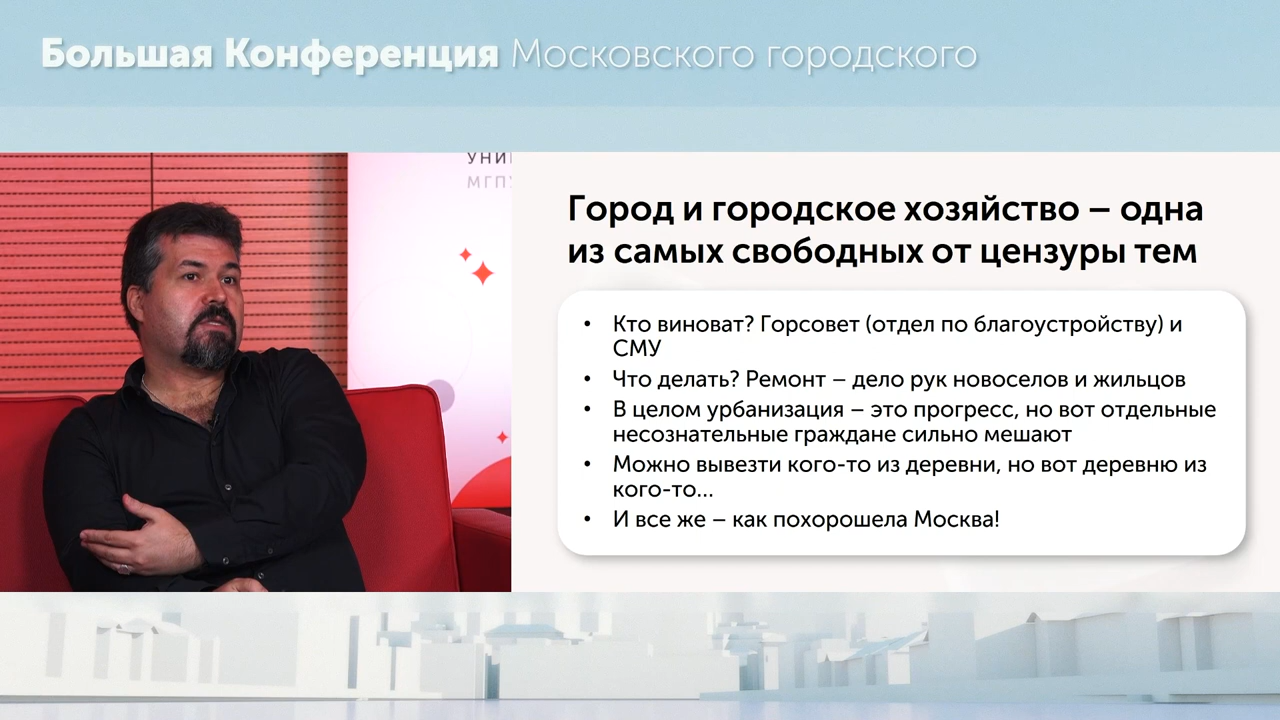 Большая Конференция Московского городского
УНИ
МГП
Город и городское хозяйство – одна
из самых свободных от цензуры тем
• Кто виноват? Горсовет (отдел по благоустройству) и
СМУ
• Что делать? Ремонт – дело рук новоселов и жильцов
• В целом урбанизация – это прогресс, но вот отдельные
несознательные граждане сильно мешают
• Можно вывезти кого-то из деревни, но вот деревню из
кого-то...
• И все же – как похорошела Москва!